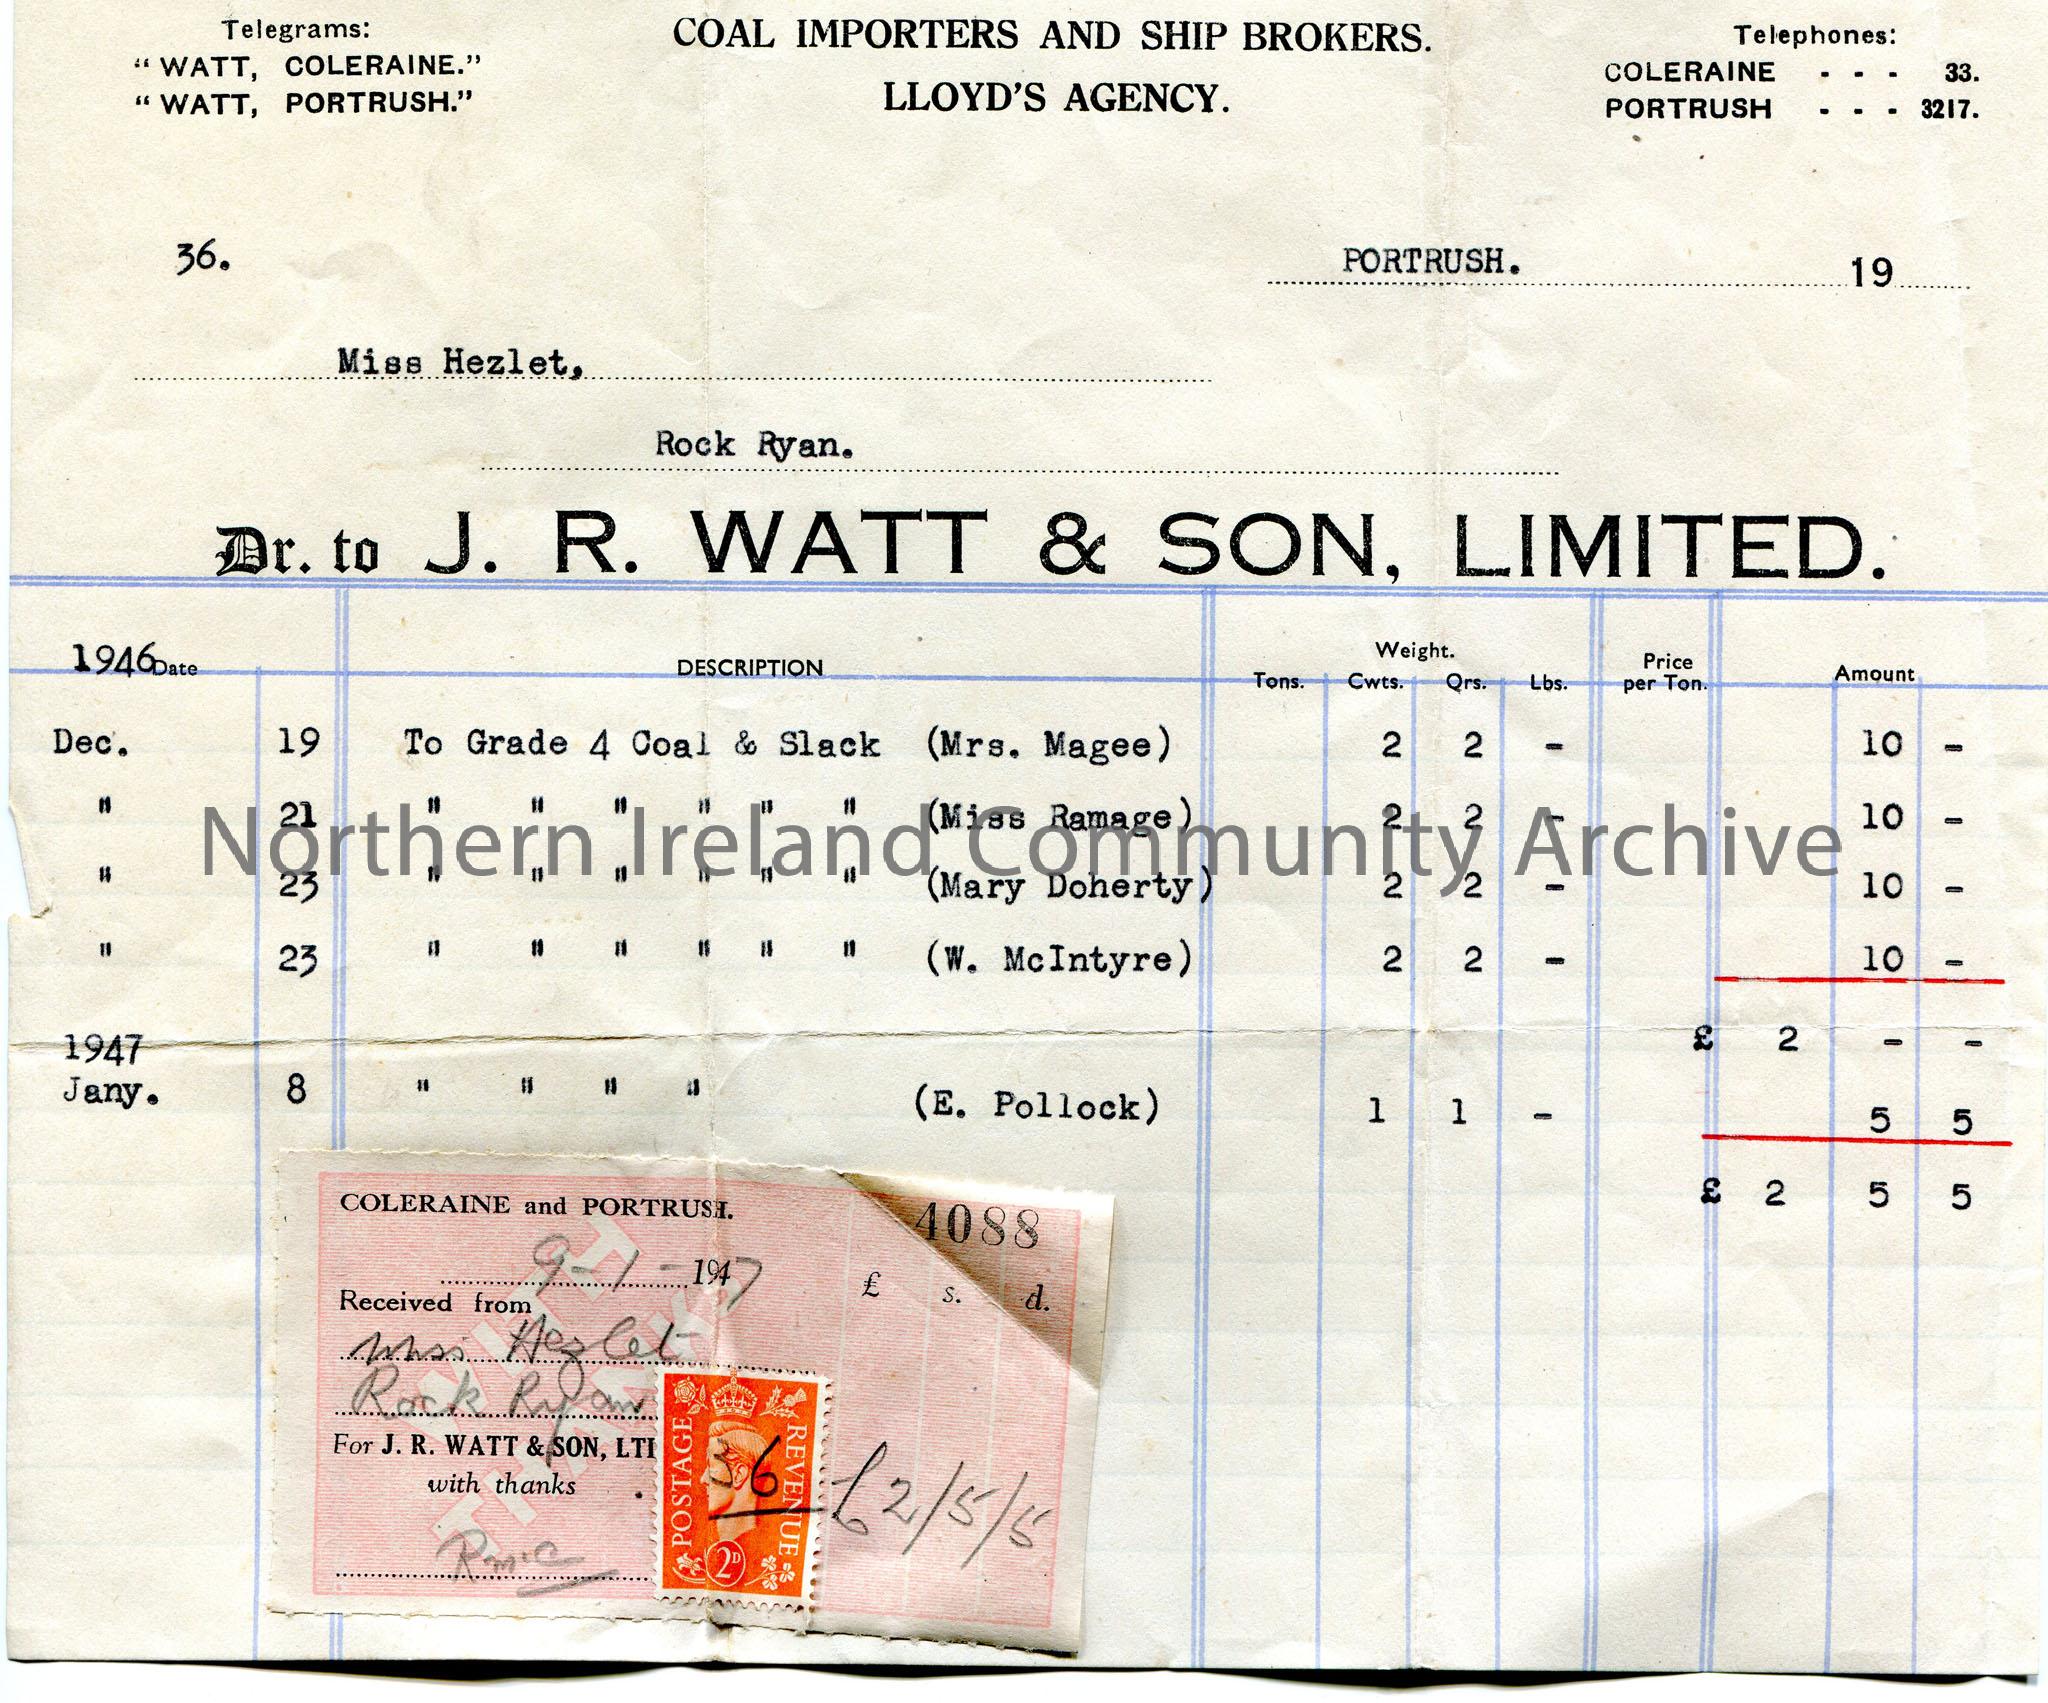 Telegrams:
“ WATT, COLERAINE.”
“ WATT, PORTRUSH.”
COAL IMPORTERS AND SHIP BROKERS.
LLOYD'S AGENCY.
Telephones:
COLERAINE - - - 33.
PORTRUSH - - - 3217.
36.
PORTRUSH. 19
Miss Hezlet,
Rock Ryan.
Dr. to J. R. WATT & SON, LIMITED.
1946 Date DESCRIPTION Weight. Tons. Cwts. Qrs. Lbs. Price per Ton. Amount
Dec. 19 To Grade 4 Coal & Slack (Mrs. Magee) 2 2 - 10 -
" 21 " " " " " " (Miss Ramage) 2 2 - 10 -
Northern Ireland Community Archive
" 23 " " " " " " (Mary Doherty) 2 2 - 10 -
" 23 " " " " " " (W. McIntyre) 2 2 - 10 -
£ 2 - -
1947
Jany. 8 " " " " (E. Pollock) 1 1 - 5 5
£ 2 5 5
COLERAINE and PORTRUSH.
4088
9-1-1947
£ s. d.
Received from
Miss Hezlet
Rock Ryan
For J. R. WATT & SON, LT
with thanks
POSTAGE REVENUE
36
2D
£2/5/5